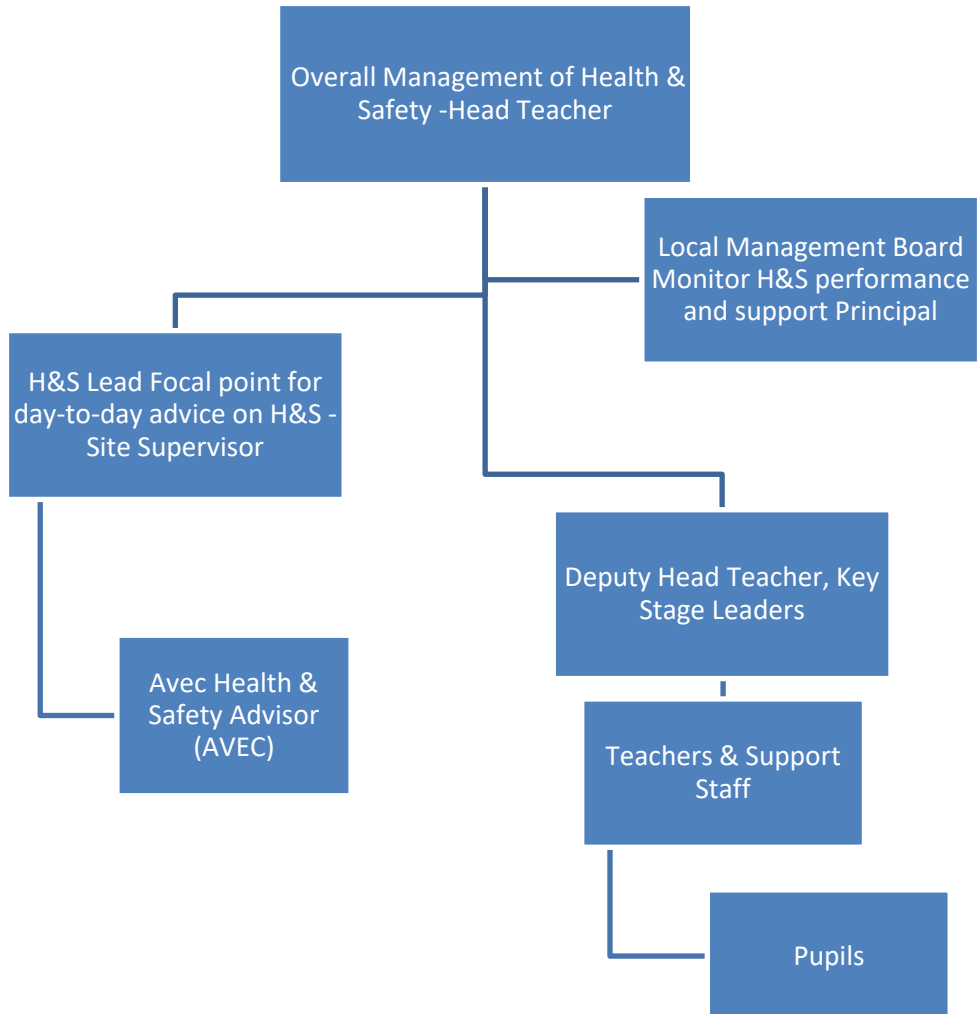 Overall Management of Health &
Safety -Head Teacher
Local Management Board
Monitor H&S performance
and support Principal
H&S Lead Focal point for
day-to-day advice on H&S -
Site Supervisor
Deputy Head Teacher, Key
Stage Leaders
Avec Health &
Safety Advisor
(AVEC)
Teachers & Support
Staff
Pupils